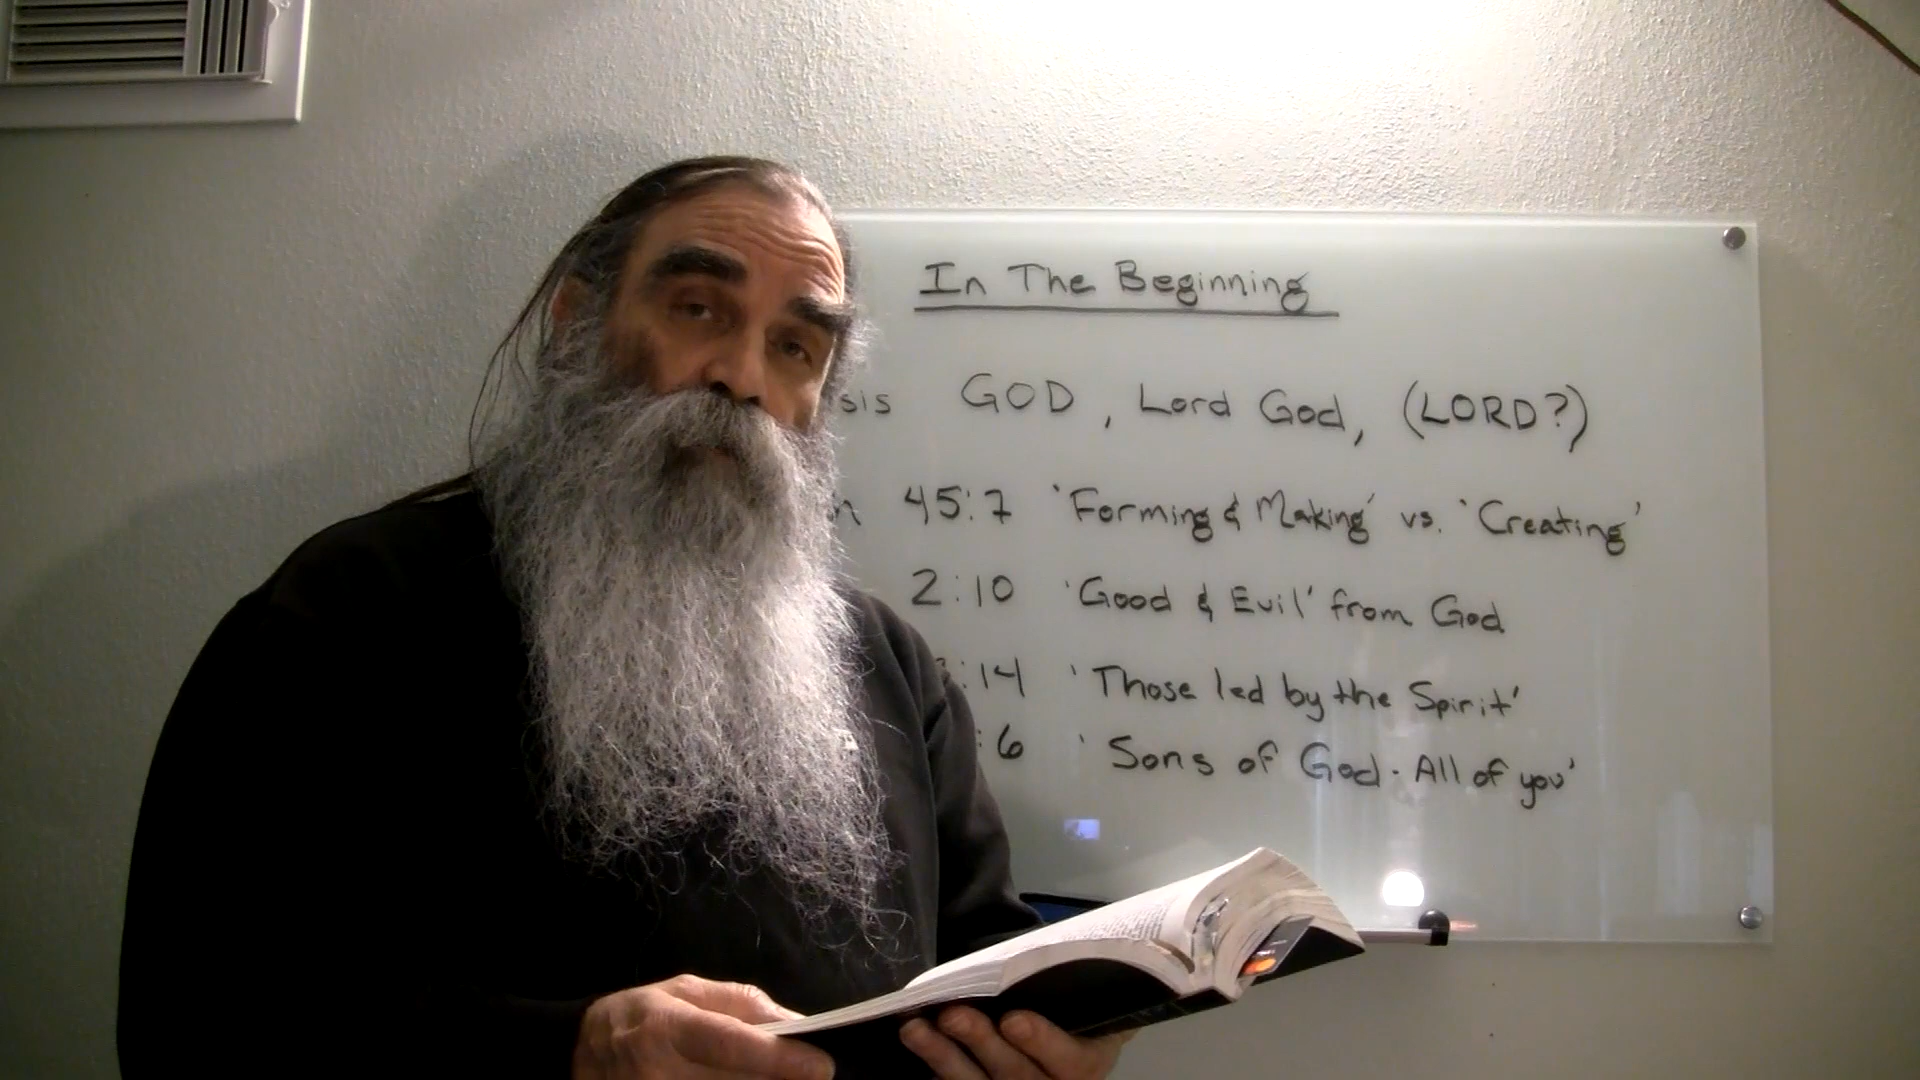 In The Beginning
sis GOD, Lord God, (LORD?)
n 45:7 'Forming & Making' vs. 'Creating'
2:10 'Good & Evil' from God
:14 'Those led by the Spirit'
:6 'Sons of God. All of you'